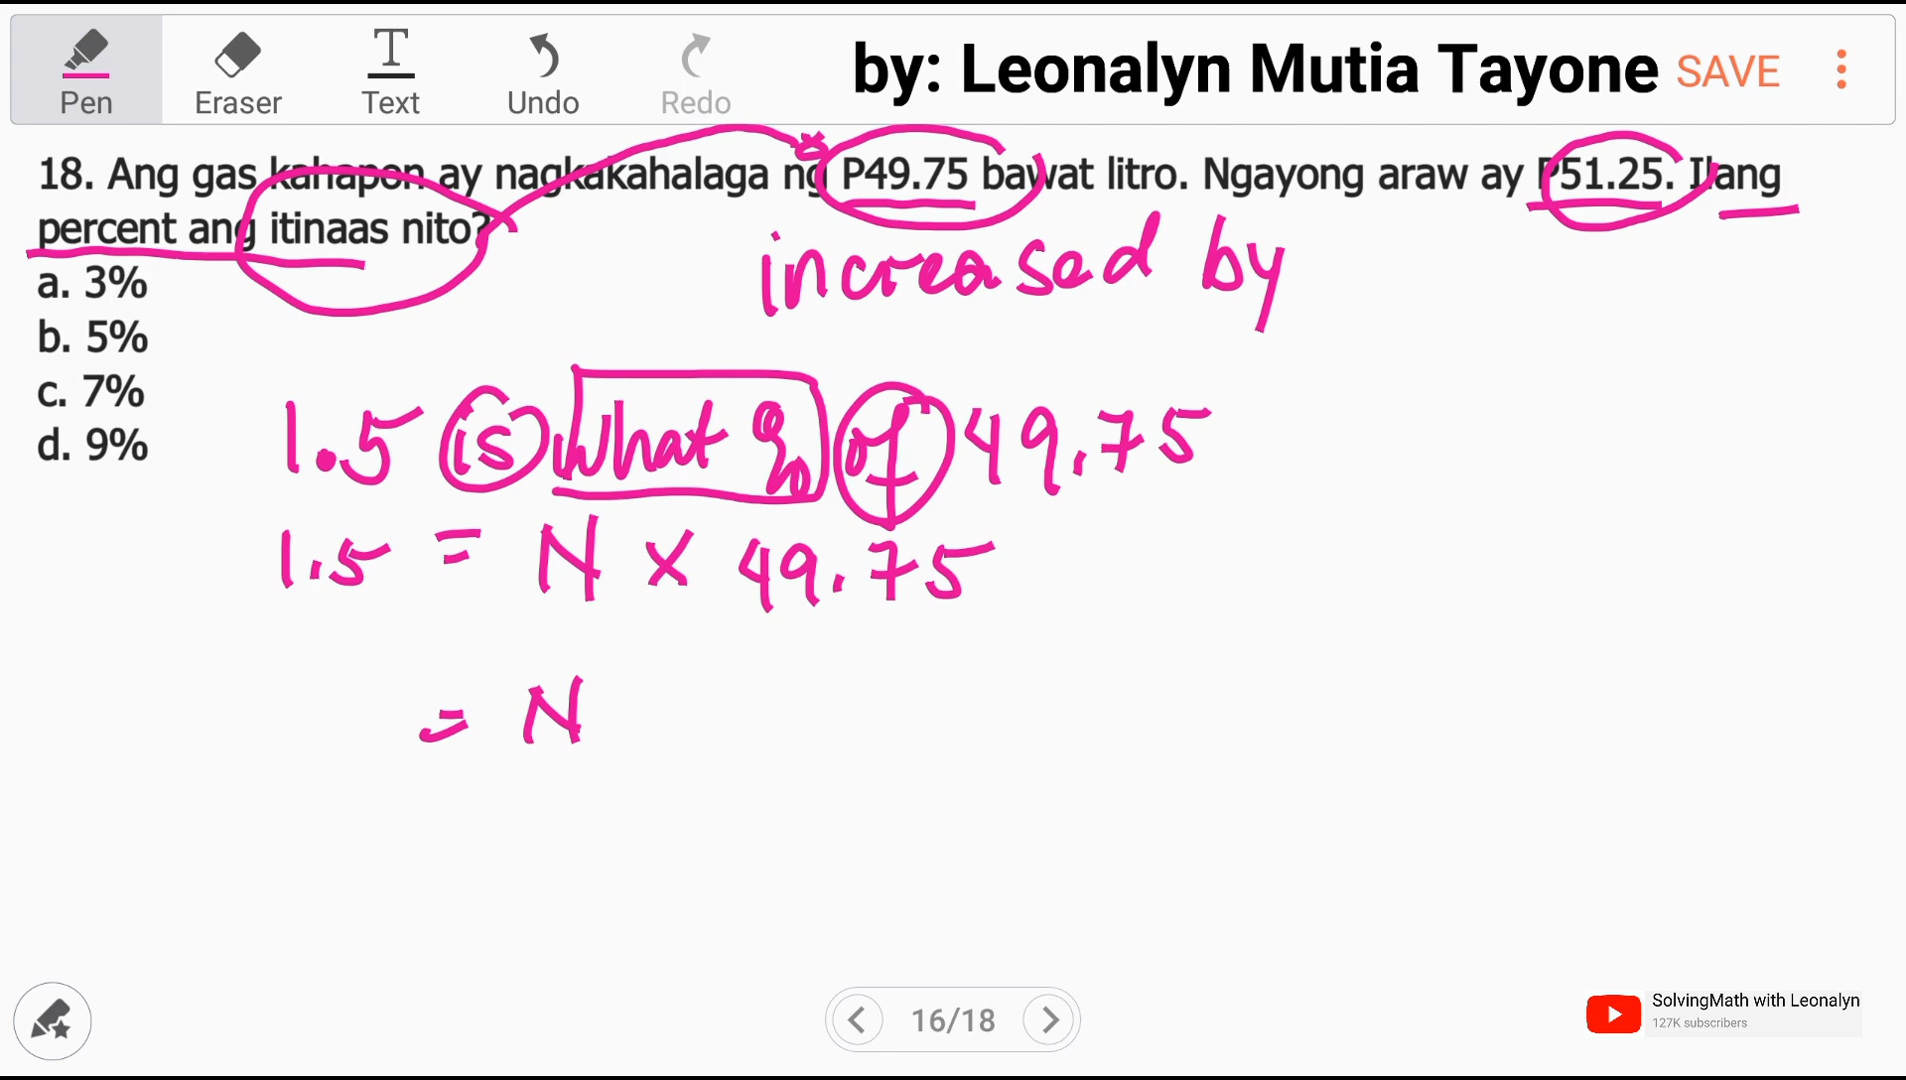 Pen
Eraser
T
Text
Undo
Redo
by: Leonalyn Mutia Tayone
SAVE
18. Ang gas kahapon ay nagkakahalaga ng P49.75 bawat litro. Ngayong araw ay P51.25. Ilang
percent ang itinaas nito?
increased by
a. 3%
b. 5%
c. 7%
d. 9%
1.5 is what % of 49.75
1.5 = N x 49.75
= N
16/18
SolvingMath with Leonalyn
127K subscribers